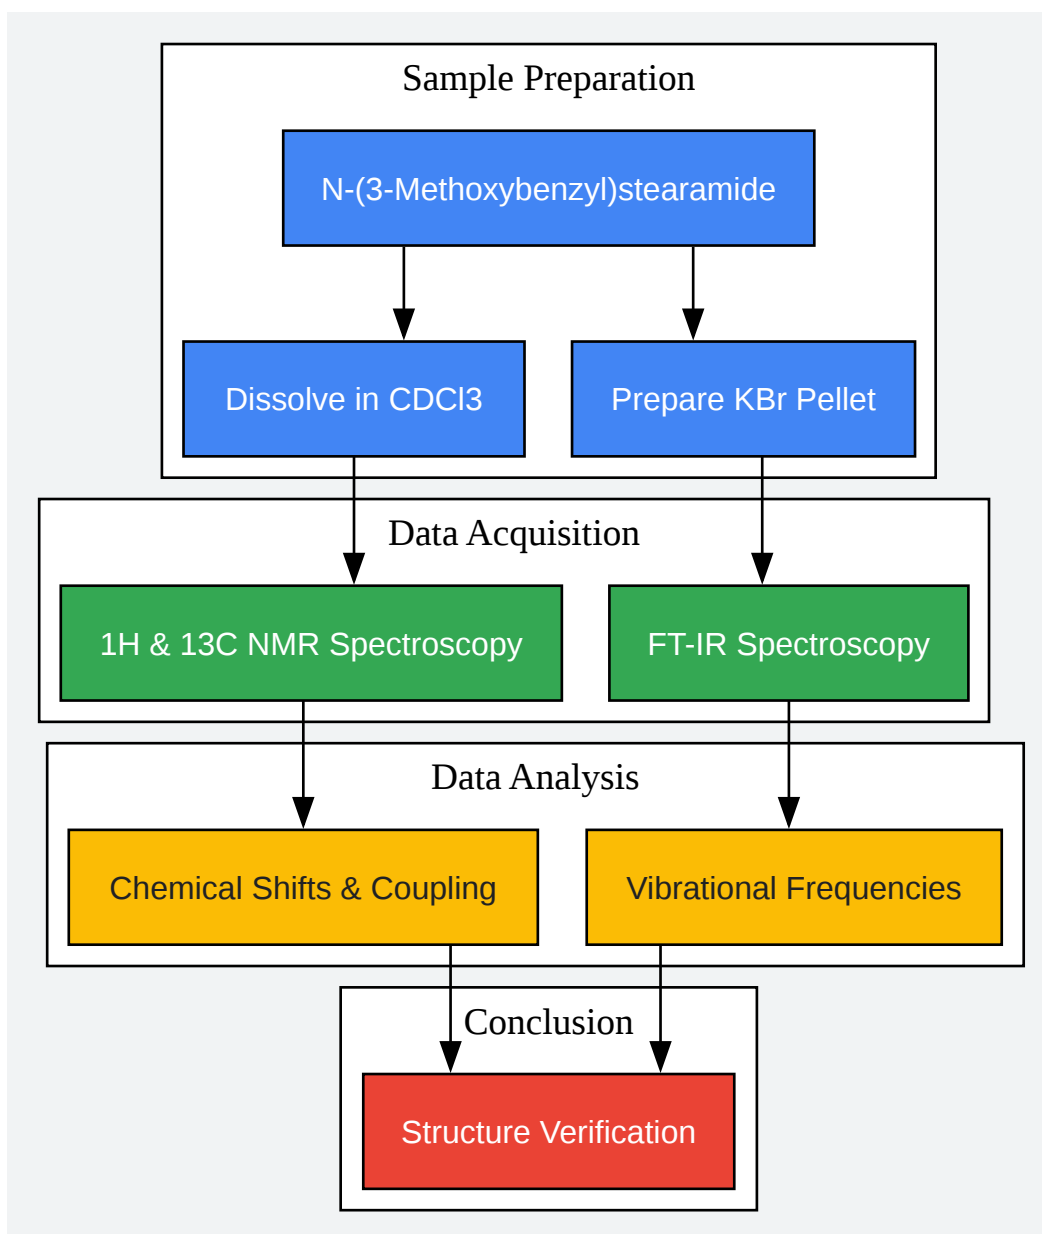 Sample Preparation
N-(3-Methoxybenzyl)stearamide
Dissolve in CDCl3
Prepare KBr Pellet
Data Acquisition
1H & 13C NMR Spectroscopy
FT-IR Spectroscopy
Data Analysis
Chemical Shifts & Coupling
Vibrational Frequencies
Conclusion
Structure Verification